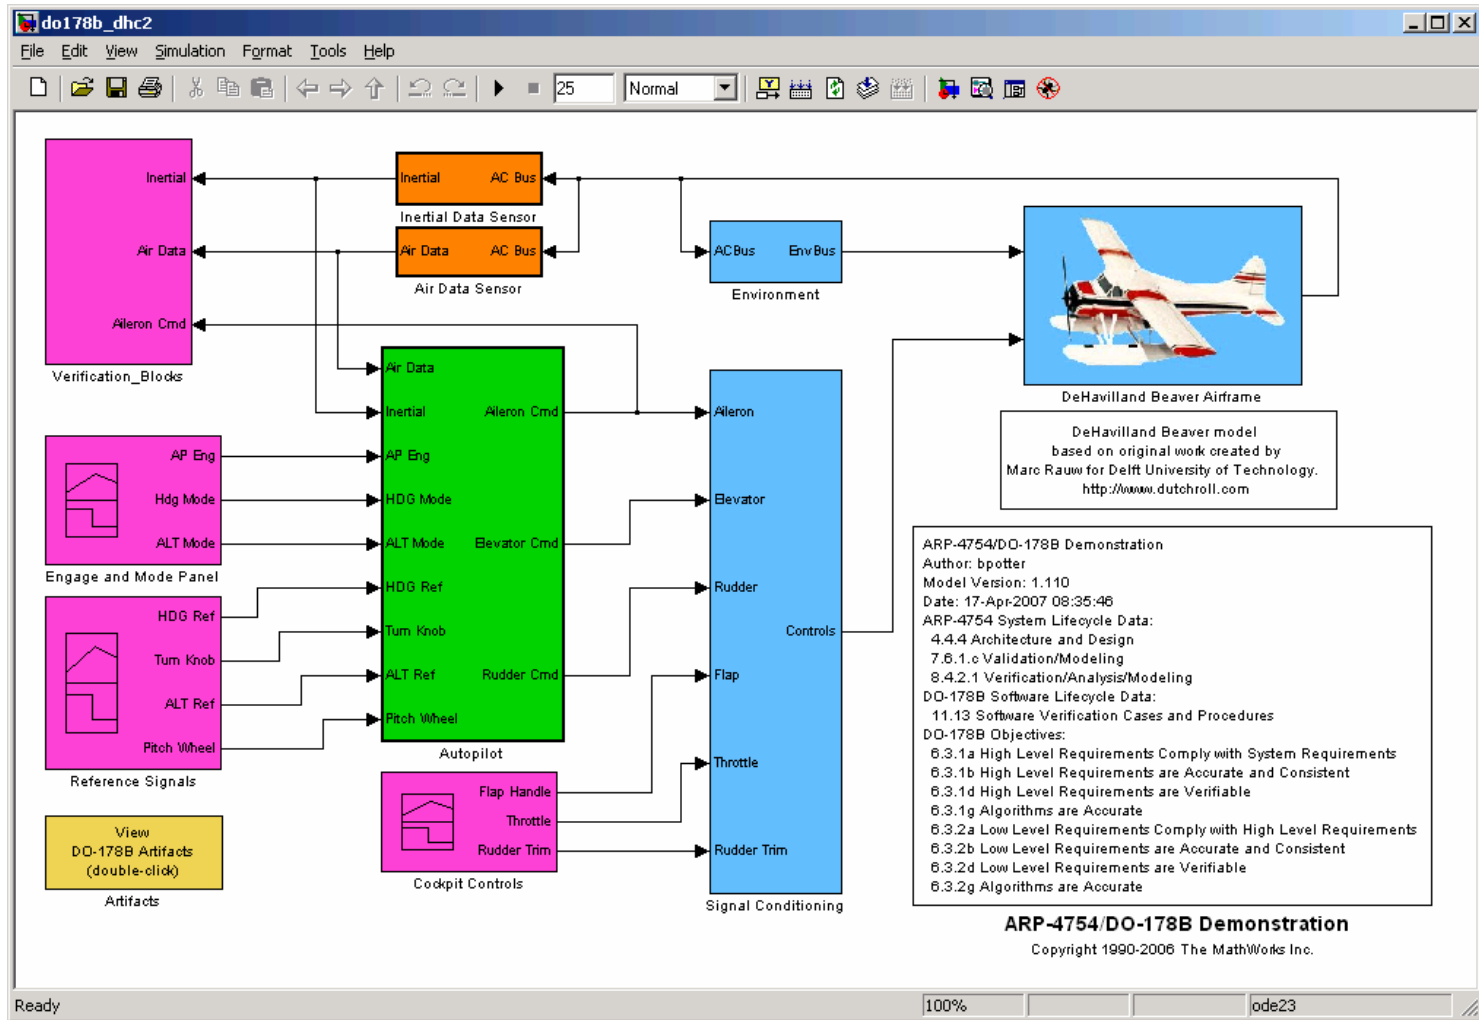 do178b_dhc2
File Edit View Simulation Format Tools Help
25 Normal
Inertial
Air Data
Aileron Cmd
Verification_Blocks
Inertial AC Bus
Inertial Data Sensor
Air Data AC Bus
Air Data Sensor
ACBus EnvBus
Environment
DeHavilland Beaver Airframe
DeHavilland Beaver model
based on original work created by
Marc Rauw for Delft University of Technology.
http://www.dutchroll.com
AP Eng
Hdg Mode
ALT Mode
Engage and Mode Panel
HDG Ref
Turn Knob
ALT Ref
Pitch Wheel
Reference Signals
View
DO-178B Artifacts
(double-click)
Artifacts
Air Data
Inertial Aileron Cmd
AP Eng
HDG Mode
ALT Mode Elevator Cmd
HDG Ref
Turn Knob
ALT Ref Rudder Cmd
Pitch Wheel
Autopilot
Flap Handle
Throttle
Rudder Trim
Cockpit Controls
Aileron
Elevator
Rudder
Controls
Flap
Throttle
Rudder Trim
Signal Conditioning
ARP-4754/DO-178B Demonstration
Author: bpotter
Model Version: 1.110
Date: 17-Apr-2007 08:35:46
ARP-4754 System Lifecycle Data:
4.4.4 Architecture and Design
7.6.1.c Validation/Modeling
8.4.2.1 Verification/Analysis/Modeling
DO-178B Software Lifecycle Data:
11.13 Software Verification Cases and Procedures
DO-178B Objectives:
6.3.1a High Level Requirements Comply with System Requirements
6.3.1b High Level Requirements are Accurate and Consistent
6.3.1d High Level Requirements are Verifiable
6.3.1g Algorithms are Accurate
6.3.2a Low Level Requirements Comply with High Level Requirements
6.3.2b Low Level Requirements are Accurate and Consistent
6.3.2d Low Level Requirements are Verifiable
6.3.2g Algorithms are Accurate
ARP-4754/DO-178B Demonstration
Copyright 1990-2006 The MathWorks Inc.
Ready 100% ode23